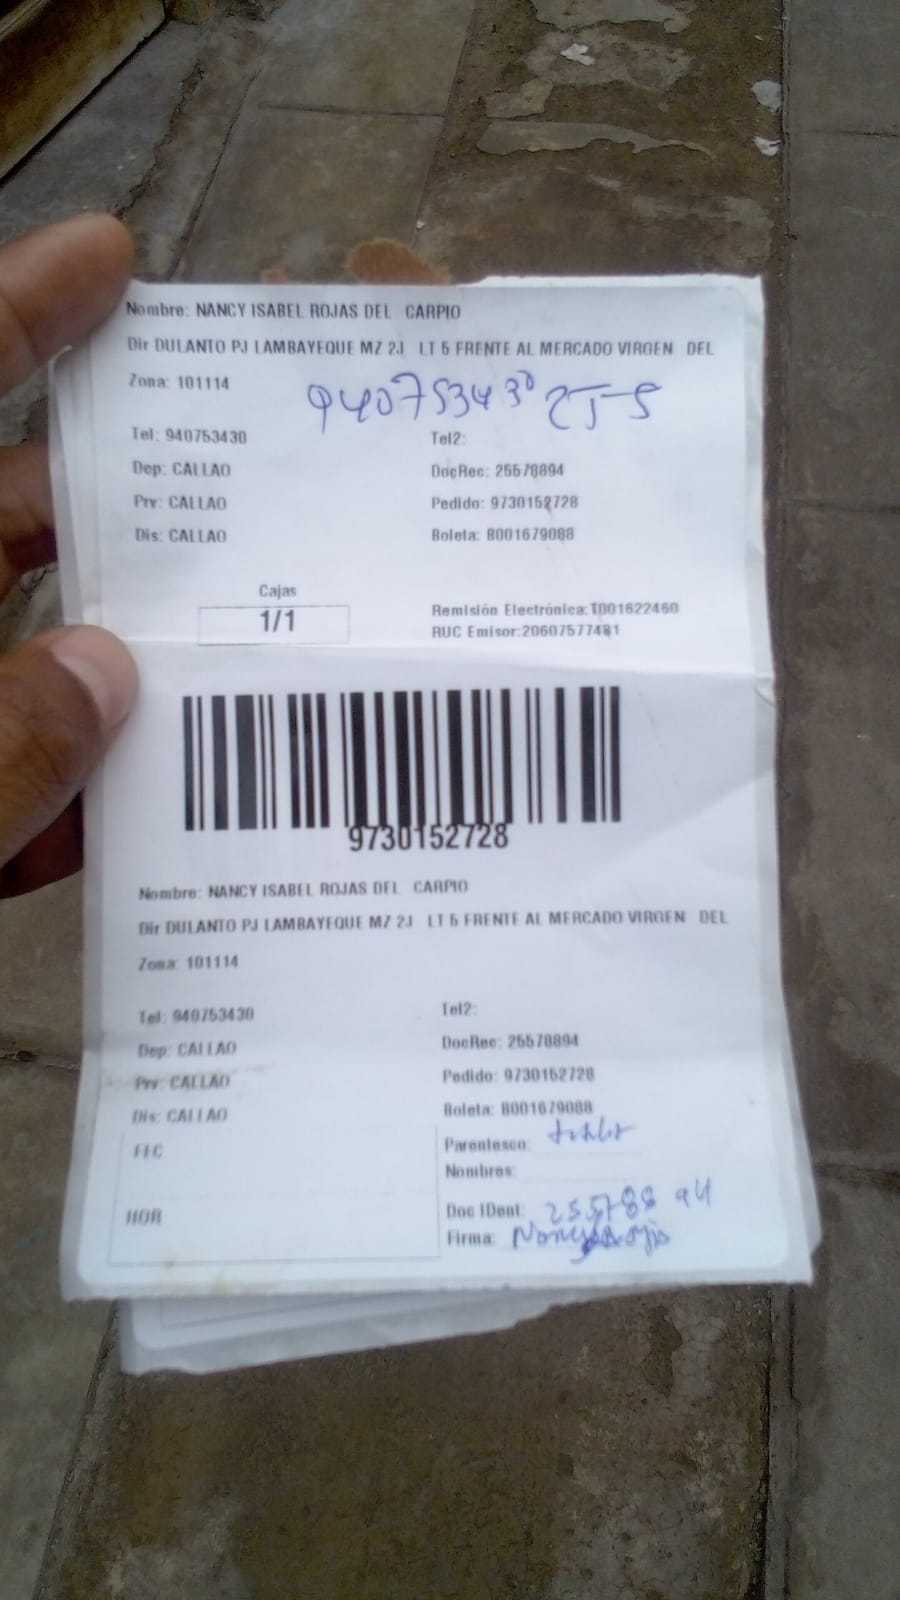 Nombre: NANCY ISABEL ROJAS DEL CARPIO
Dir DULANTO PJ LAMBAYEQUE MZ 2J LT 5 FRENTE AL MERCADO VIRGEN DEL
Zona: 101114
940753430
Tel: 940753430 Tel2:
Dep: CALLAO DocRec: 25578894
Prv: CALLAO Pedido: 9730152728
Dis: CALLAO Boleta: B001679088
Cajas
1/1
Remisión Electrónica:T001622460
RUC Emisor:20607577481
9730152728
Nombre: NANCY ISABEL ROJAS DEL CARPIO
Dir DULANTO PJ LAMBAYEQUE MZ 2J LT 5 FRENTE AL MERCADO VIRGEN DEL
Zona: 101114
Tel: 940753430 Tel2:
Dep: CALLAO DocRec: 25578894
Prv: CALLAO Pedido: 9730152728
Dis: CALLAO Boleta: B001679088
FEC
Parentesco:
Nombres:
HOR
Doc IDent: 25578894
Firma: Nancy Rojas